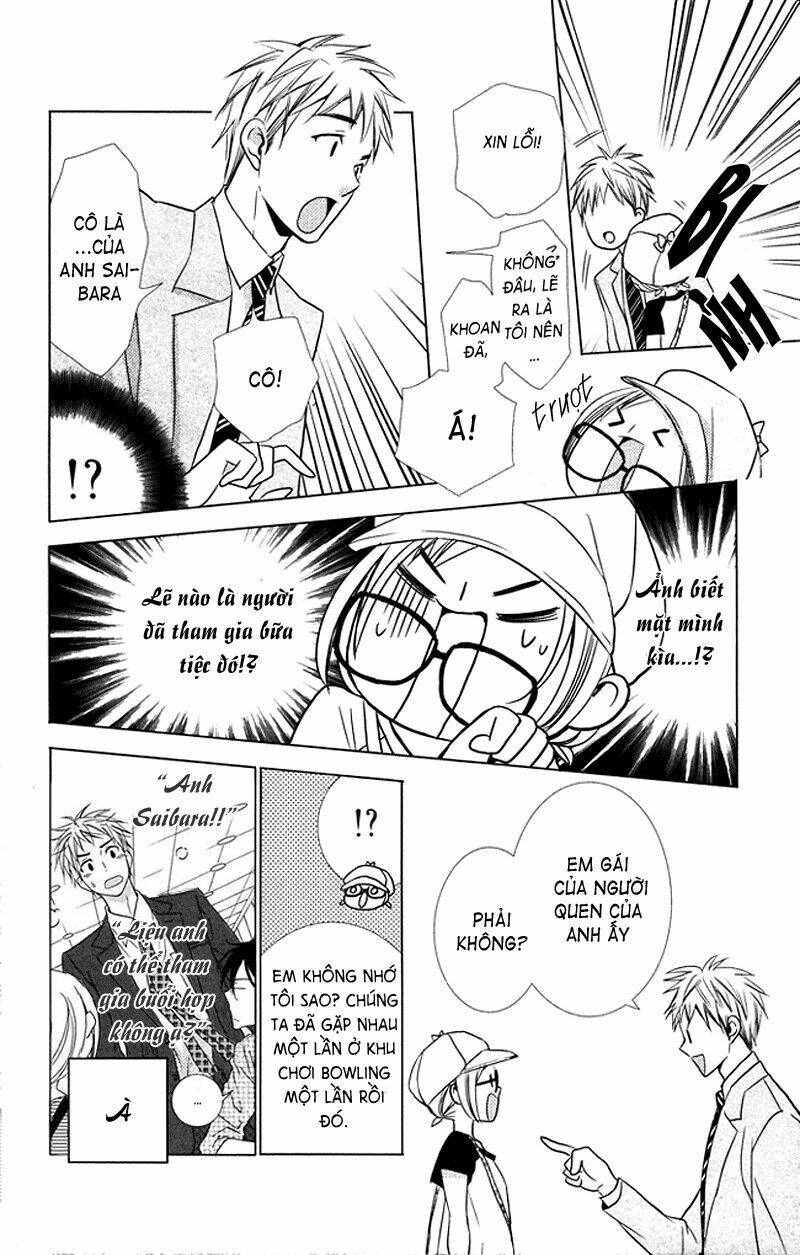 BỊ
NH
XIN LỖI!
KHÔNG
ĐÂU, LẼ
RA LÀ
TÔI NÊN
...
KHOAN
ĐÃ,
trượt
Á!
CÔ!
CÔ LÀ
...CỦA
ANH SAI-
BARA
!?
Ảnh biết
mặt mình
kìa...!?
Lẽ nào là người
đã tham gia bữa
tiệc đó!?
EM GÁI
CỦA NGƯỜI
QUEN CỦA
ANH ẤY
PHẢI
KHÔNG?
!?
EM KHÔNG NHỚ
TÔI SAO? CHÚNG
TA ĐÃ GẶP NHAU
MỘT LẦN Ở KHU
CHƠI BOWLING
MỘT LẦN RỒI
ĐÓ.
“Anh
Saibara!!”
“Liệu anh
có thể tham
gia buổi họp
không ạ?”
...
À